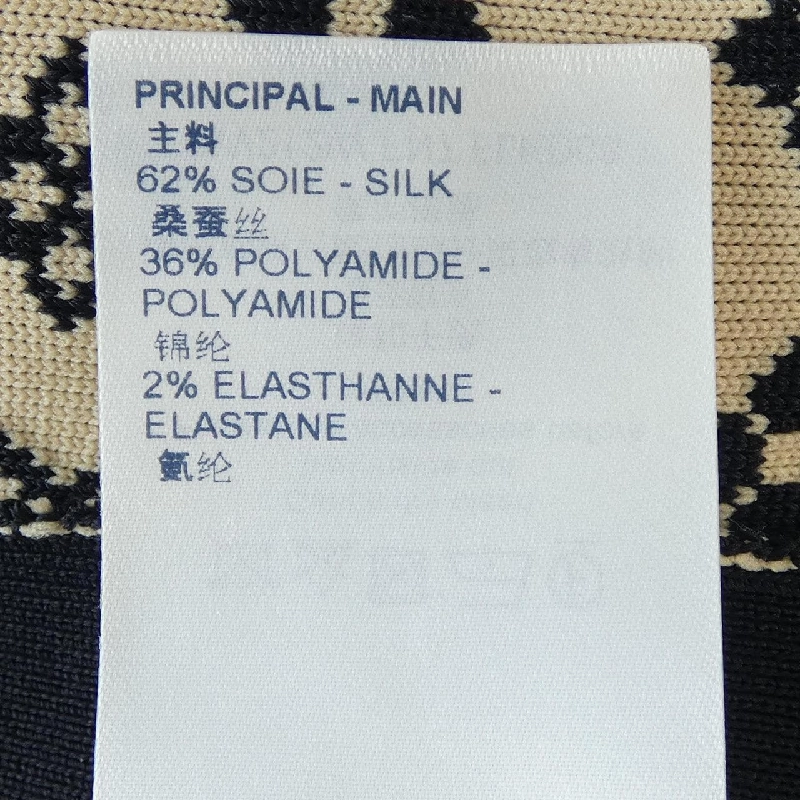 PRINCIPAL - MAIN
主料
62% SOIE - SILK
桑蚕丝
36% POLYAMIDE -
POLYAMIDE
锦纶
2% ELASTHANNE -
ELASTANE
氨纶